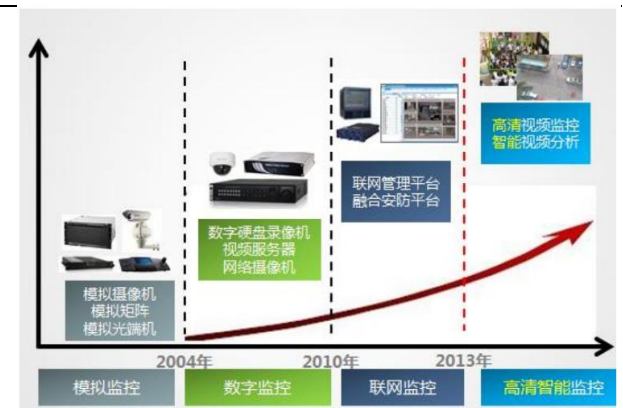 高清视频监控
智能视频分析
联网管理平台
融合安防平台
数字硬盘录像机
视频服务器
网络摄像机
模拟摄像机
模拟矩阵
模拟光端机
2004年
2010年
2013年
模拟监控
数字监控
联网监控
高清智能监控